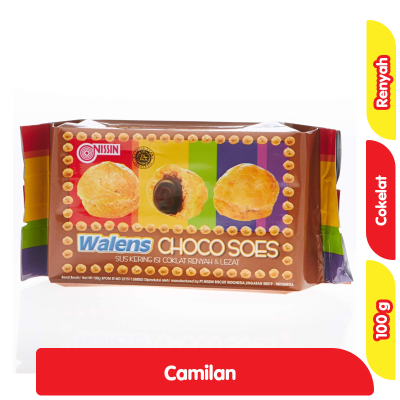 NISSIN
Walens CHOCO SOES
SUS KERING ISI COKLAT RENYAH & LEZAT
Renyah
Cokelat
100 g
Camilan